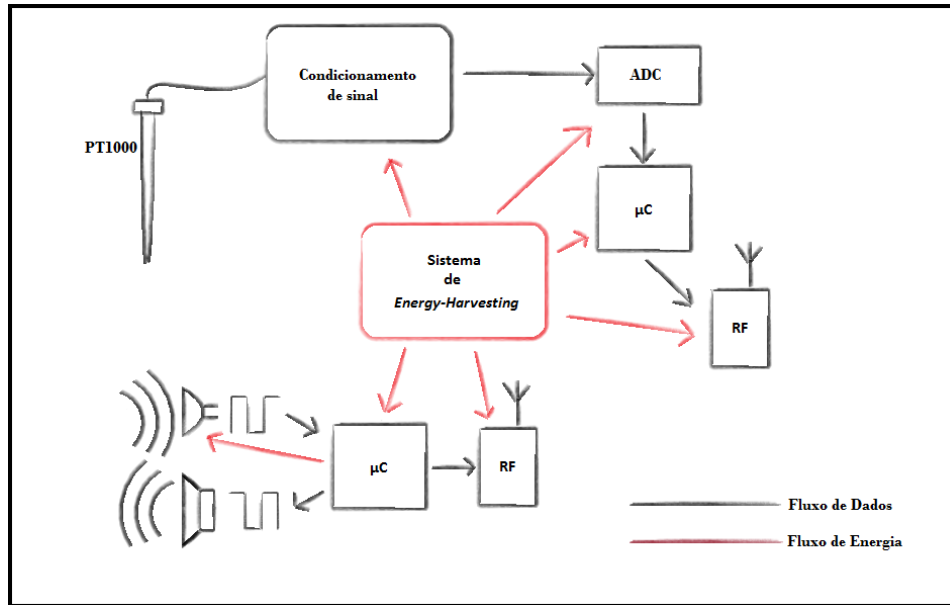 Condicionamento
de sinal
ADC
PT1000
µC
Sistema
de
Energy-Harvesting
RF
µC
RF
Fluxo de Dados
Fluxo de Energia